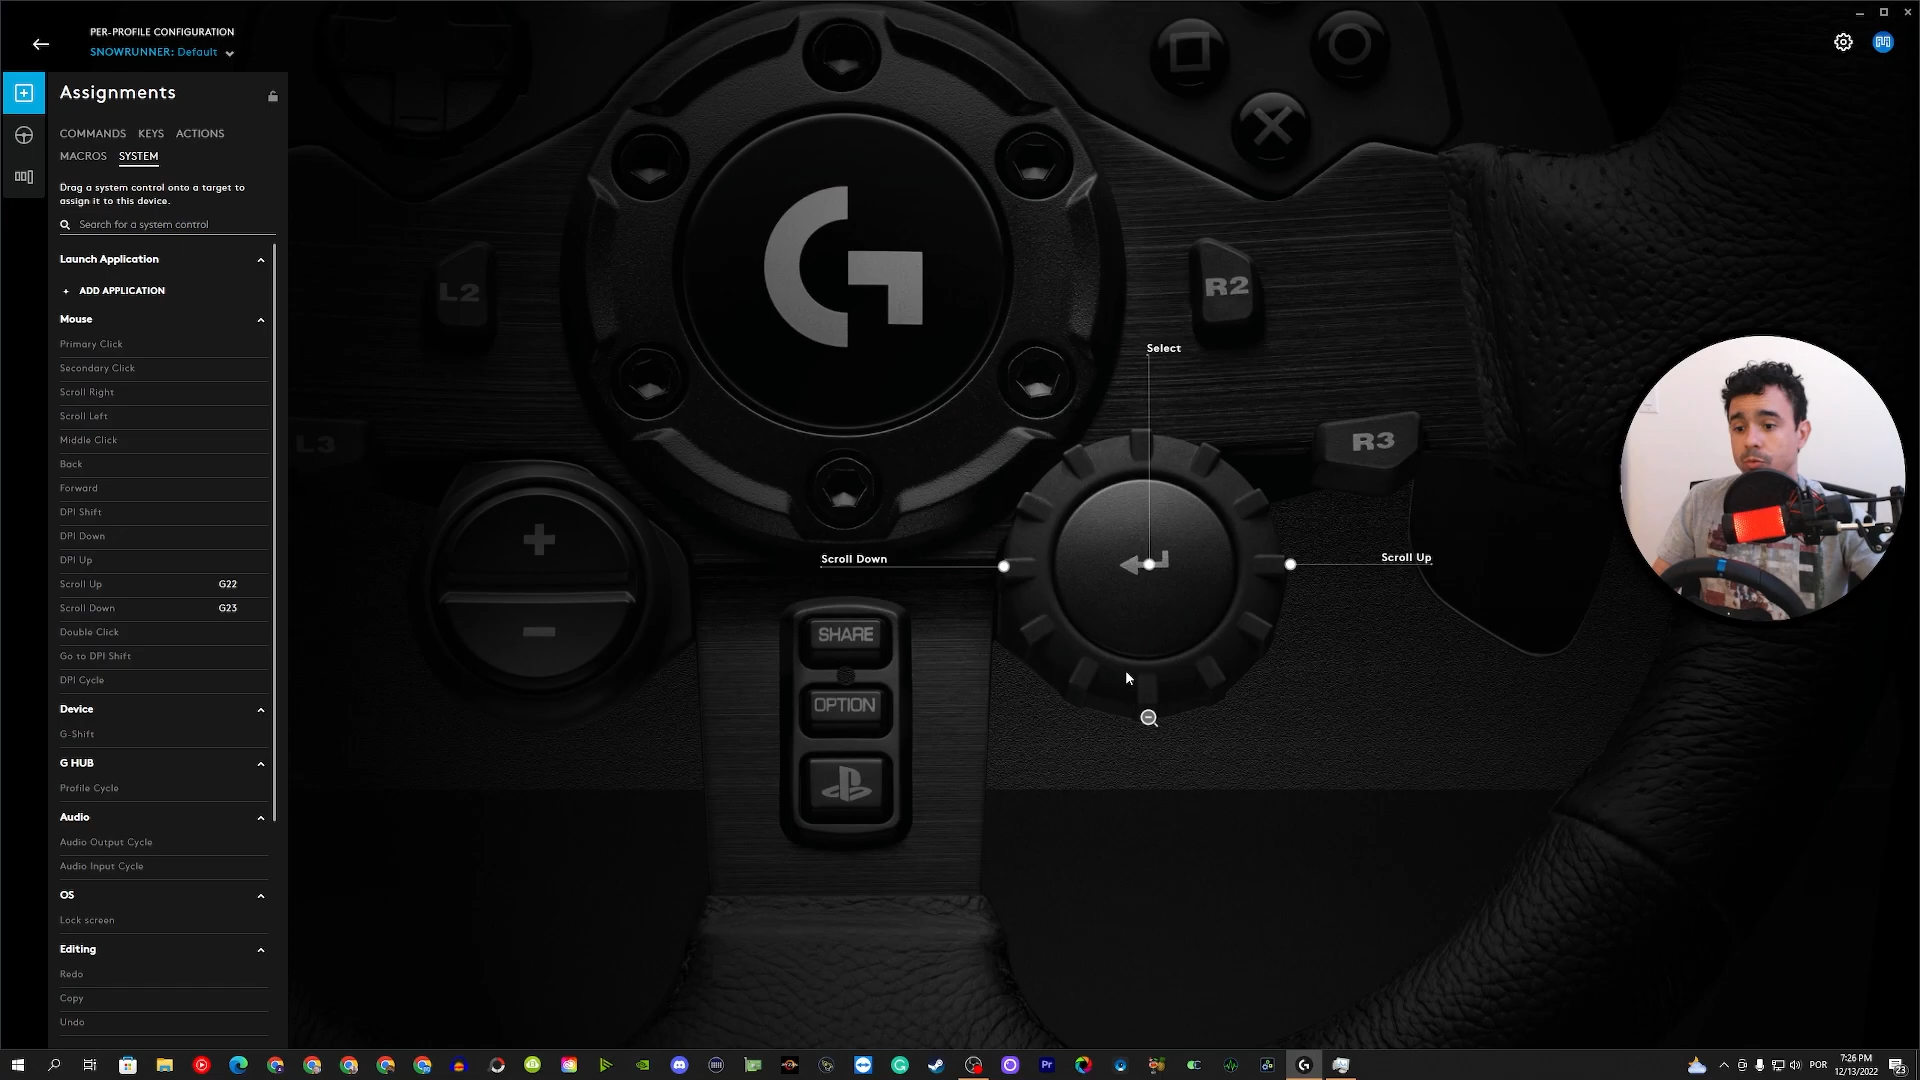 PER-PROFILE CONFIGURATION
SNOWRUNNER: Default
Assignments
COMMANDS KEYS ACTIONS
MACROS SYSTEM
Drag a system control onto a target to
assign it to this device.
Search for a system control
Launch Application
+ ADD APPLICATION
Mouse
Primary Click
Secondary Click
Scroll Right
Scroll Left
Middle Click
Back
Forward
DPI Shift
DPI Down
DPI Up
Scroll Up G22
Scroll Down G23
Double Click
Go to DPI Shift
DPI Cycle
Device
G-Shift
G HUB
Profile Cycle
Audio
Audio Output Cycle
Audio Input Cycle
OS
Lock screen
Editing
Redo
Copy
Undo
L2
R2
L3
R3
Select
Scroll Down
Scroll Up
SHARE
OPTION
Pr
POR
7:26 PM
12/13/2022
23